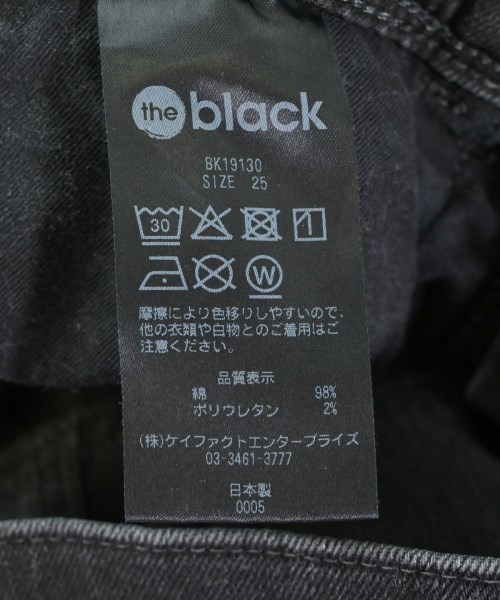 the black
BK19130
SIZE 25
30
W
摩擦により色移りしやすいので、
他の衣類や白物とのご着用はご
注意ください。
品質表示
綿 98%
ポリウレタン 2%
(株)ケイファクトエンタープライズ
03-3461-3777
日本製
0005